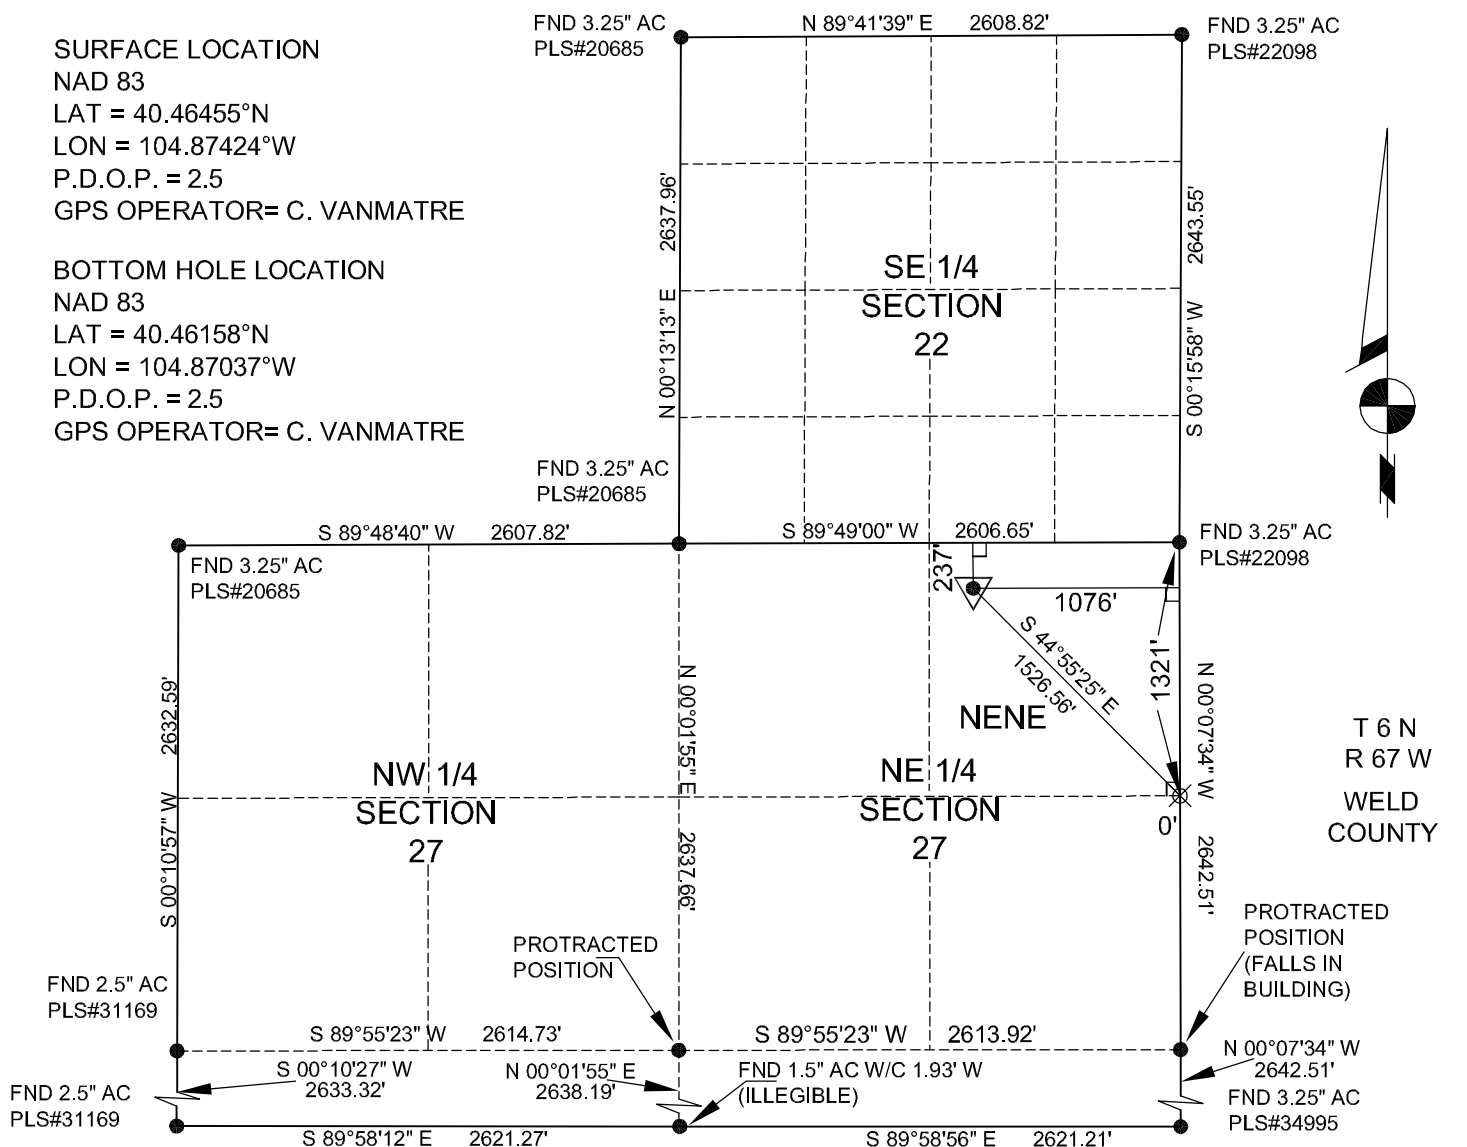 SURFACE LOCATION
NAD 83
LAT = 40.46455°N
LON = 104.87424°W
P.D.O.P. = 2.5
GPS OPERATOR= C. VANMATRE
BOTTOM HOLE LOCATION
NAD 83
LAT = 40.46158°N
LON = 104.87037°W
P.D.O.P. = 2.5
GPS OPERATOR= C. VANMATRE
FND 3.25" AC
PLS#20685
N 89°41'39" E 2608.82'
FND 3.25" AC
PLS#22098
N 00°13'13" E 2637.96'
SE 1/4
SECTION
22
S 00°15'58" W 2643.55'
FND 3.25" AC
PLS#20685
S 89°48'40" W 2607.82'
S 89°49'00" W 2606.65'
FND 3.25" AC
PLS#22098
FND 3.25" AC
PLS#20685
237'
1076'
S 44°55'25" E
1526.56'
1321'
NENE
S 00°10'57" W 2632.59'
NW 1/4
SECTION
27
N 00°01'55" E 2637.66'
NE 1/4
SECTION
27
N 00°07'34" W 2642.51'
0'
T 6 N
R 67 W
WELD
COUNTY
PROTRACTED
POSITION
PROTRACTED
POSITION
(FALLS IN
BUILDING)
FND 2.5" AC
PLS#31169
S 89°55'23" W 2614.73'
S 89°55'23" W 2613.92'
S 00°10'27" W
2633.32'
N 00°01'55" E
2638.19'
FND 1.5" AC W/C 1.93' W
(ILLEGIBLE)
N 00°07'34" W
2642.51'
FND 2.5" AC
PLS#31169
FND 3.25" AC
PLS#34995
S 89°58'12" E 2621.27'
S 89°58'56" E 2621.21'